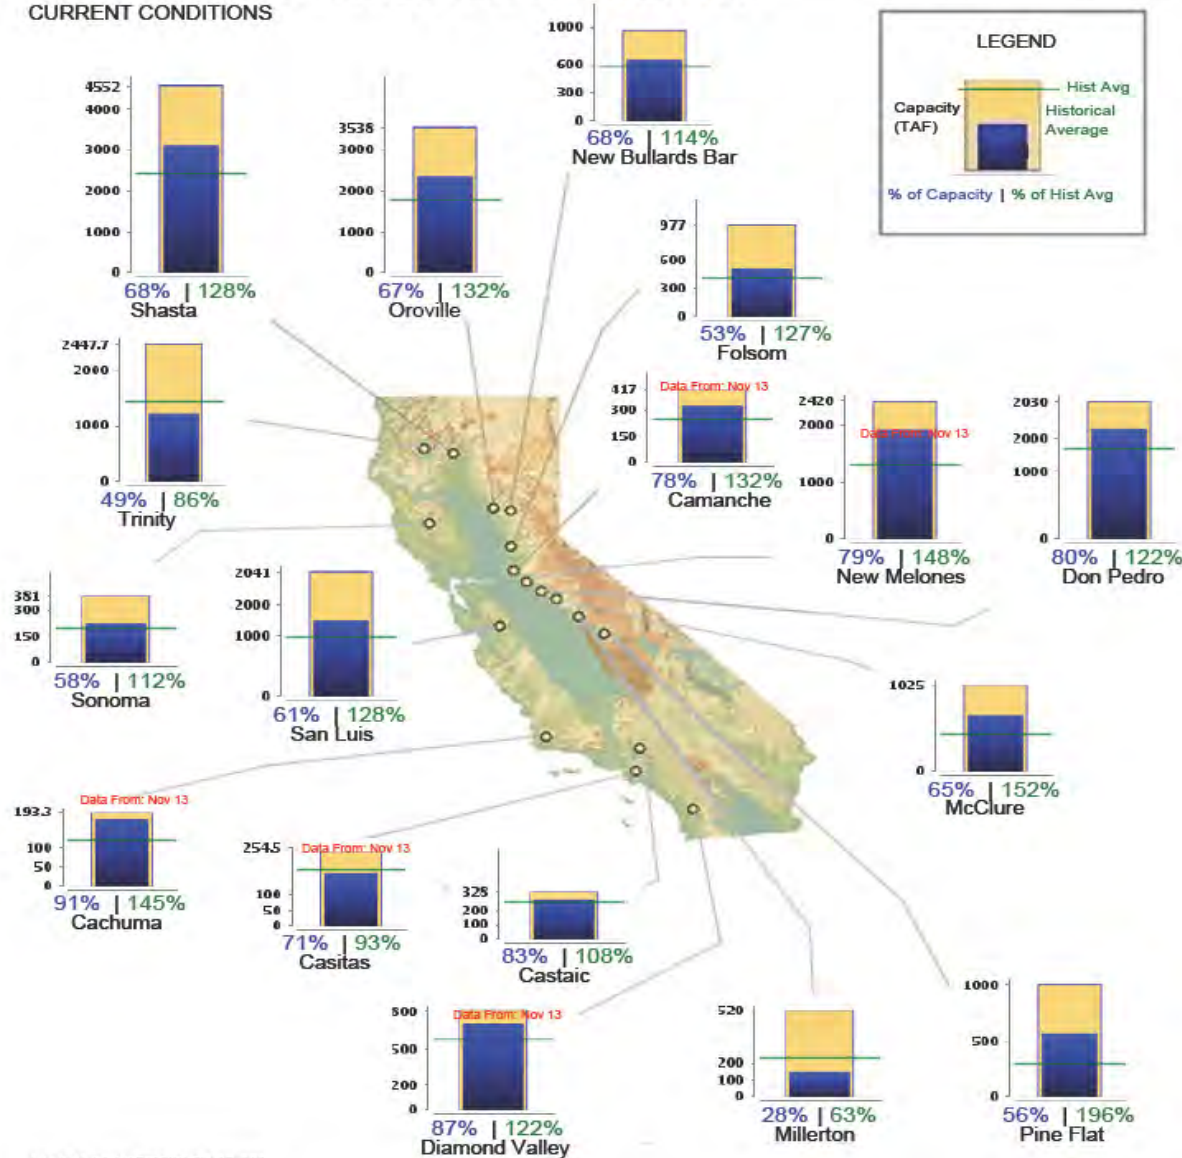 CURRENT CONDITIONS
1000
600
300
0
68% | 114%
New Bullards Bar
LEGEND
Hist Avg
Capacity
(TAF)
Historical
Average
% of Capacity | % of Hist Avg
4552
4000
3000
2000
1000
0
68% | 128%
Shasta
3538
3000
2000
1000
0
67% | 132%
Oroville
977
600
300
0
53% | 127%
Folsom
2447.7
2000
1000
0
49% | 86%
Trinity
417
300
150
0
Data From: Nov 13
78% | 132%
Camanche
2420
2000
1000
0
Data From: Nov 13
79% | 148%
New Melones
2030
2000
1000
0
80% | 122%
Don Pedro
381
300
150
0
58% | 112%
Sonoma
2041
2000
1000
0
61% | 128%
San Luis
1025
0
65% | 152%
McClure
Data From: Nov 13
193.3
100
50
0
91% | 145%
Cachuma
254.5
100
50
0
Data From: Nov 13
71% | 93%
Casitas
325
200
100
0
83% | 108%
Castaic
800
500
200
0
Data From: Nov 13
87% | 122%
Diamond Valley
520
200
100
0
28% | 63%
Millerton
1000
500
0
56% | 196%
Pine Flat